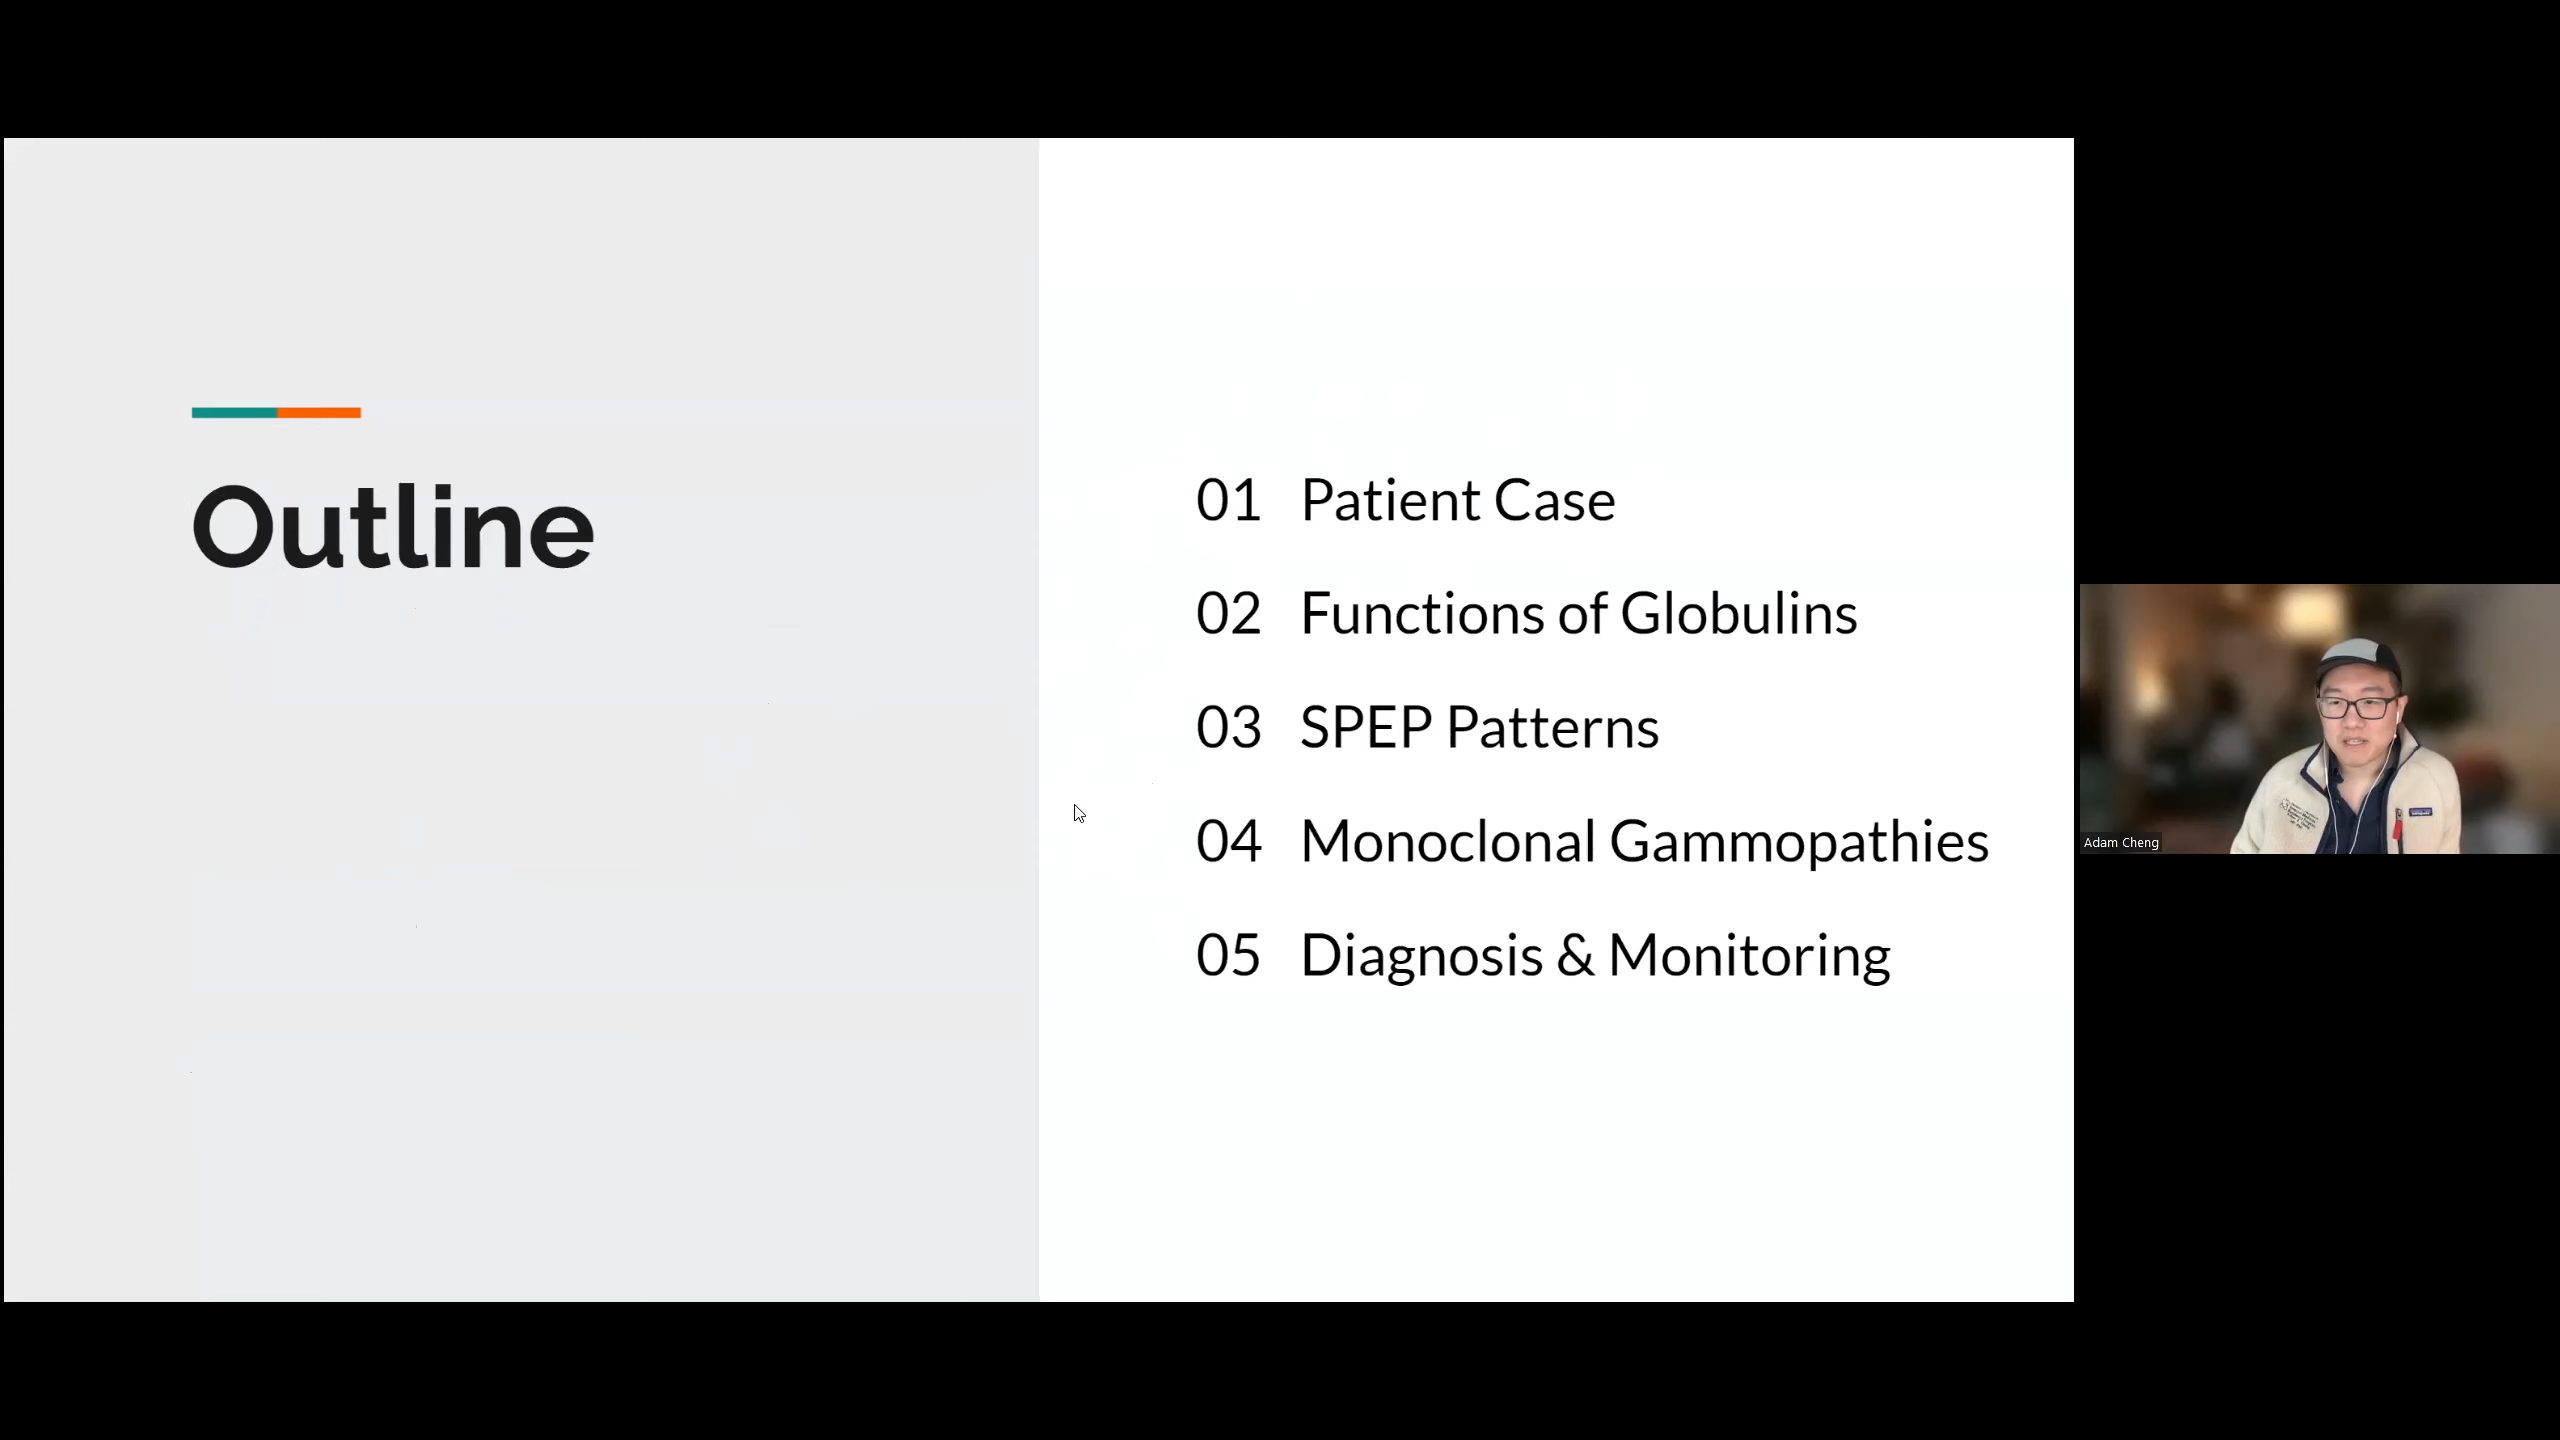 Outline
01 Patient Case
02 Functions of Globulins
03 SPEP Patterns
04 Monoclonal Gammopathies
05 Diagnosis & Monitoring
Adam Cheng